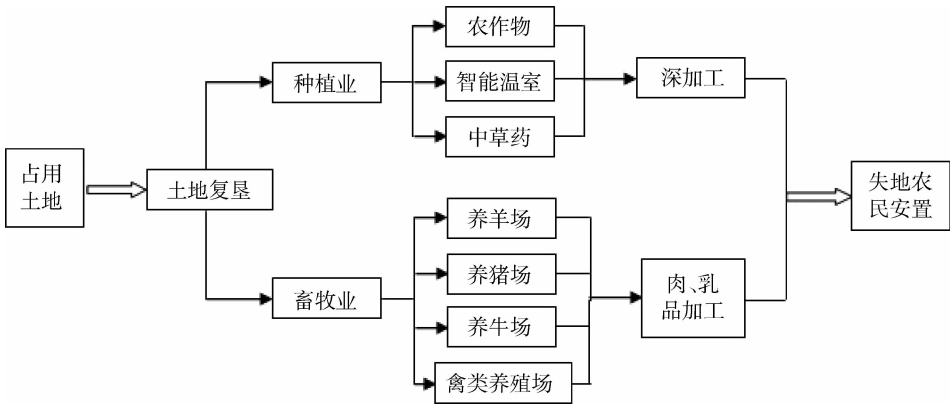 占用
土地
土地复垦
种植业
农作物
智能温室
中草药
深加工
畜牧业
养羊场
养猪场
养牛场
禽类养殖场
肉、乳
品加工
失地农
民安置